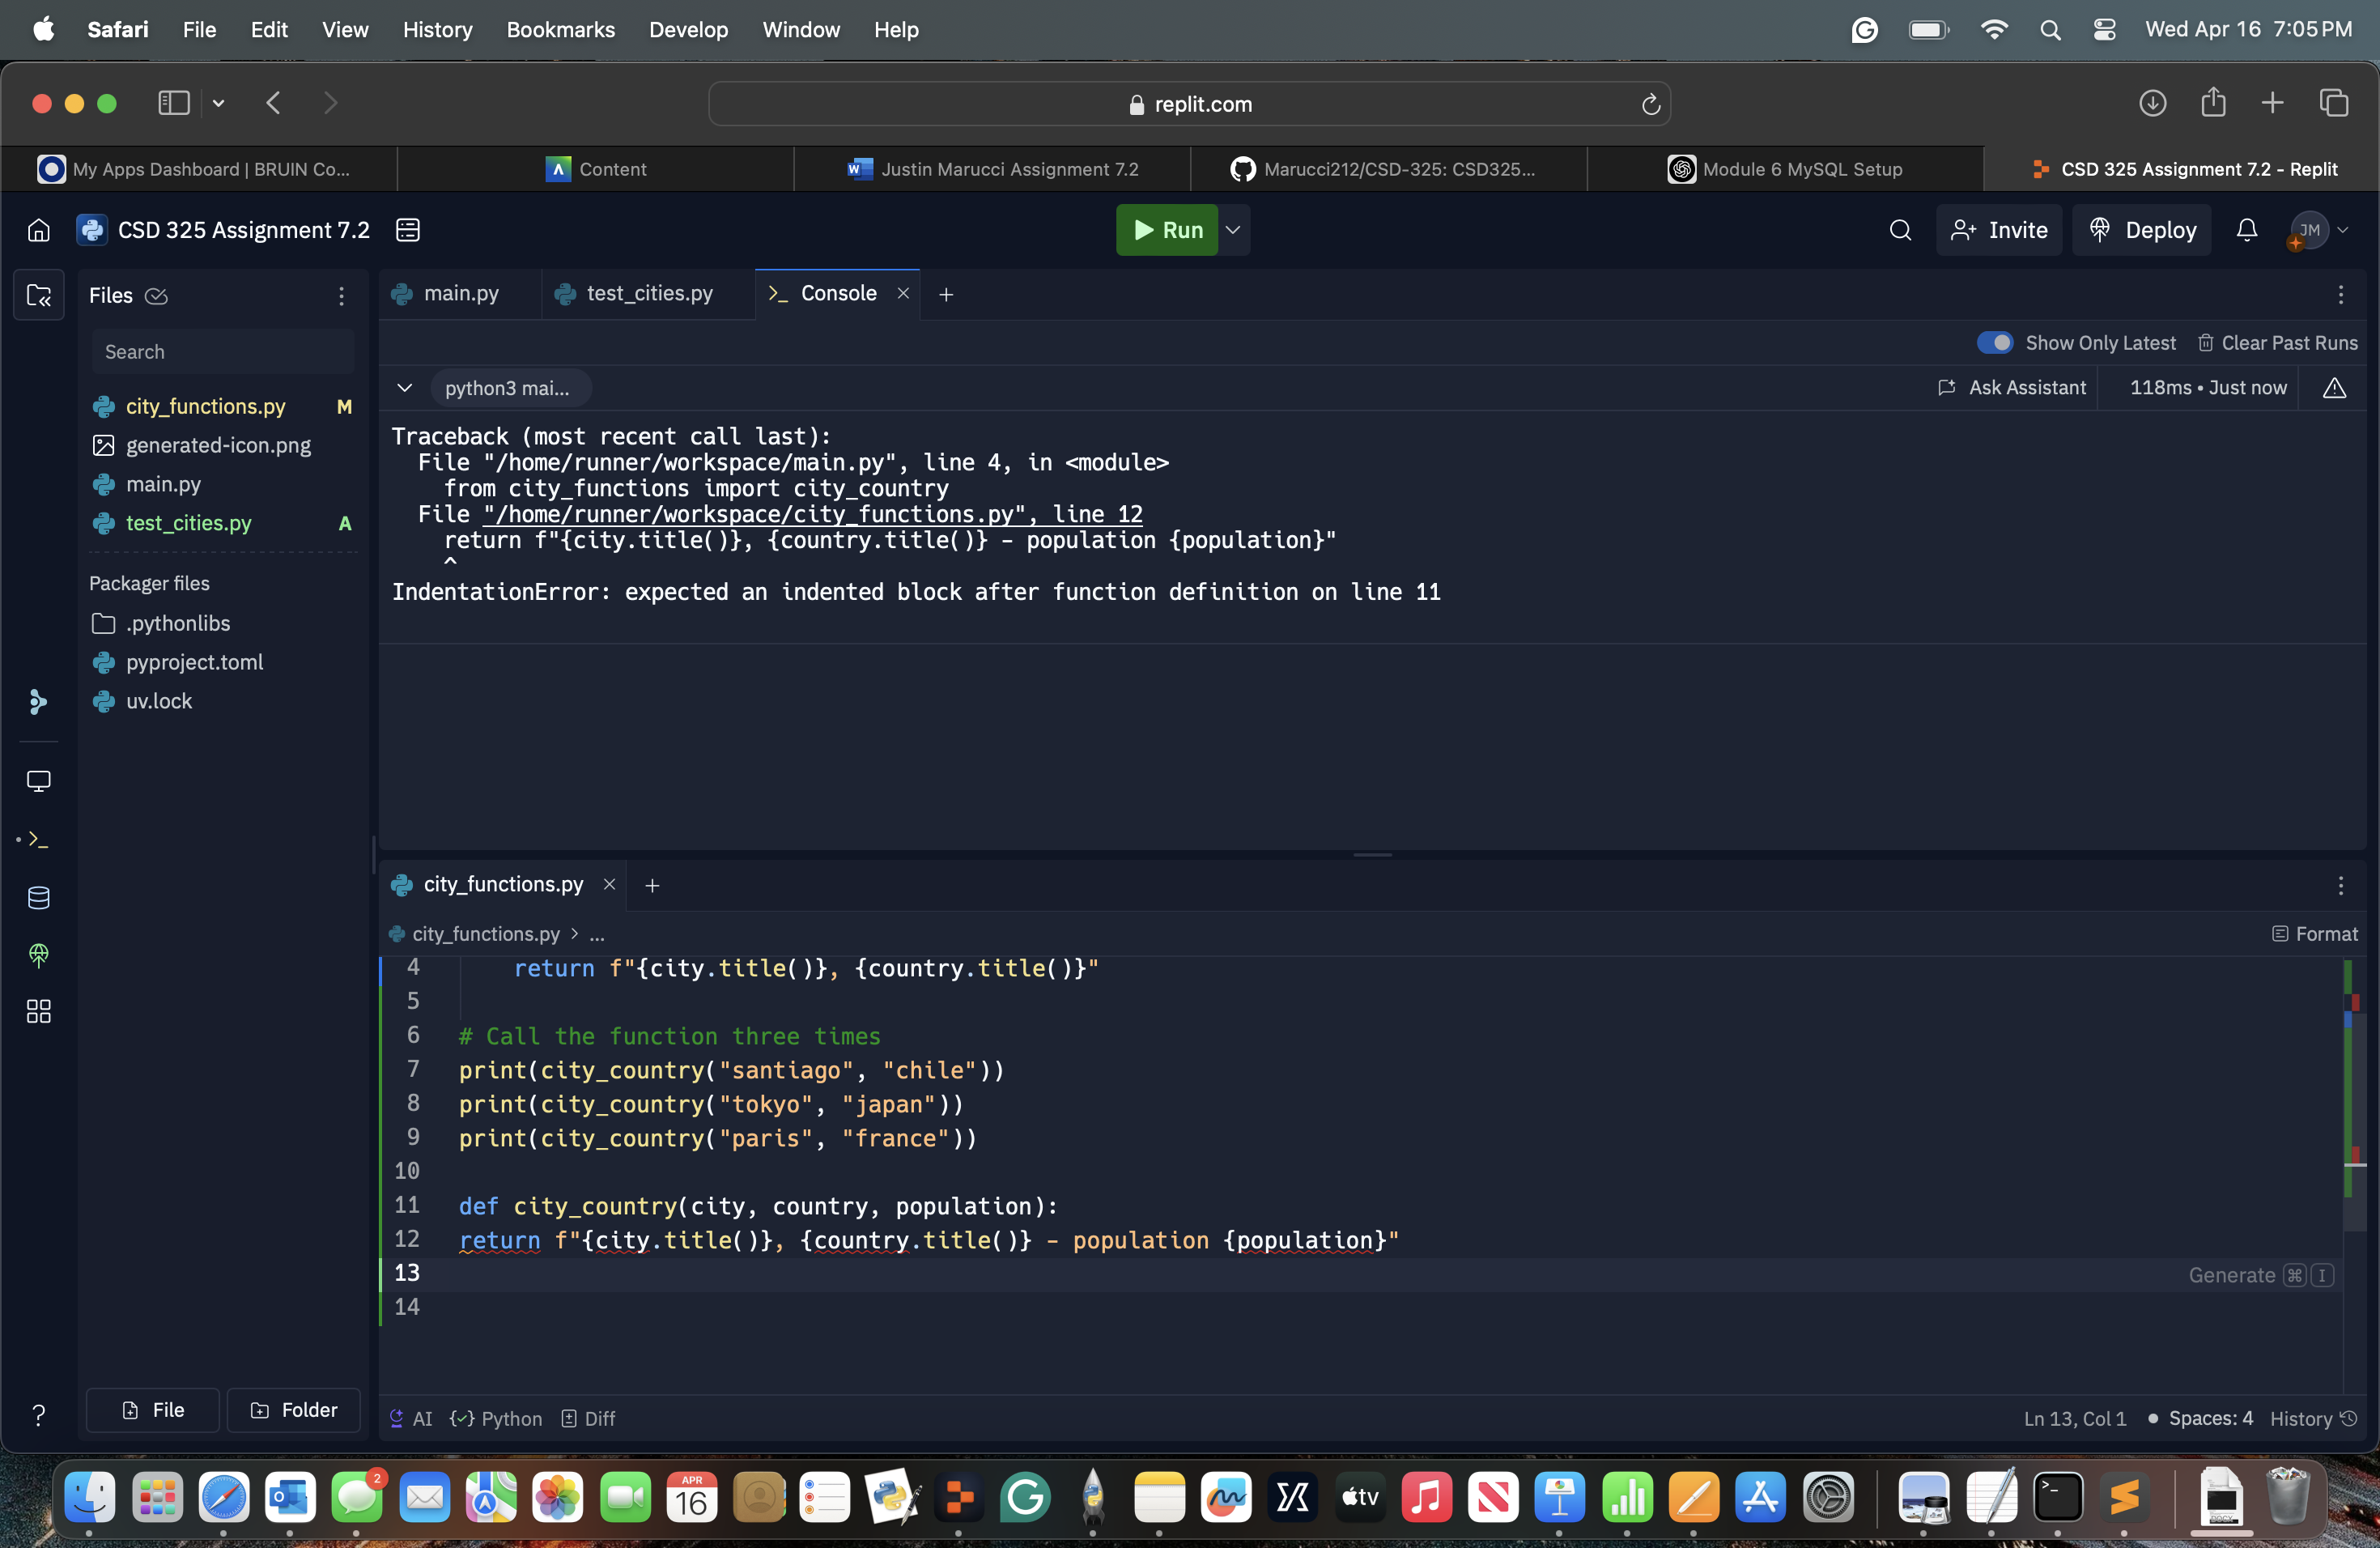 Safari File Edit View History Bookmarks Develop Window Help Wed Apr 16 7:05 PM
replit.com
My Apps Dashboard | BRUIN Co... Content Justin Marucci Assignment 7.2 Marucci212/CSD-325: CSD325... Module 6 MySQL Setup CSD 325 Assignment 7.2 - Replit
CSD 325 Assignment 7.2 Run Invite Deploy JM
Files
Search
city_functions.py M
generated-icon.png
main.py
test_cities.py A
Packager files
.pythonlibs
pyproject.toml
uv.lock
File Folder
main.py test_cities.py >_ Console
Show Only Latest Clear Past Runs
python3 mai... Ask Assistant 118ms • Just now
Traceback (most recent call last):
File "/home/runner/workspace/main.py", line 4, in <module>
from city_functions import city_country
File "/home/runner/workspace/city_functions.py", line 12
return f"{city.title()}, {country.title()} - population {population}"
^
IndentationError: expected an indented block after function definition on line 11
city_functions.py
city_functions.py > ... Format
4 return f"{city.title()}, {country.title()}"
5
6 # Call the function three times
7 print(city_country("santiago", "chile"))
8 print(city_country("tokyo", "japan"))
9 print(city_country("paris", "france"))
10
11 def city_country(city, country, population):
12 return f"{city.title()}, {country.title()} - population {population}"
13 Generate ⌘ I
14
AI Python Diff Ln 13, Col 1 • Spaces: 4 History
2 APR 16 tv DOCX